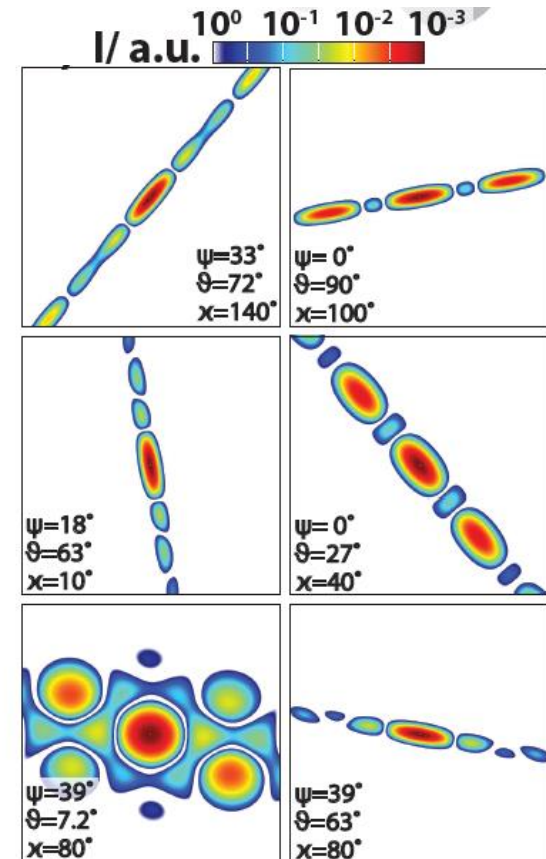 I/ a.u. 10⁰ 10⁻¹ 10⁻² 10⁻³
ψ=33°
ϑ=72°
ϰ=140°
ψ=0°
ϑ=90°
ϰ=100°
ψ=18°
ϑ=63°
ϰ=10°
ψ=0°
ϑ=27°
ϰ=40°
ψ=39°
ϑ=7.2°
ϰ=80°
ψ=39°
ϑ=63°
ϰ=80°